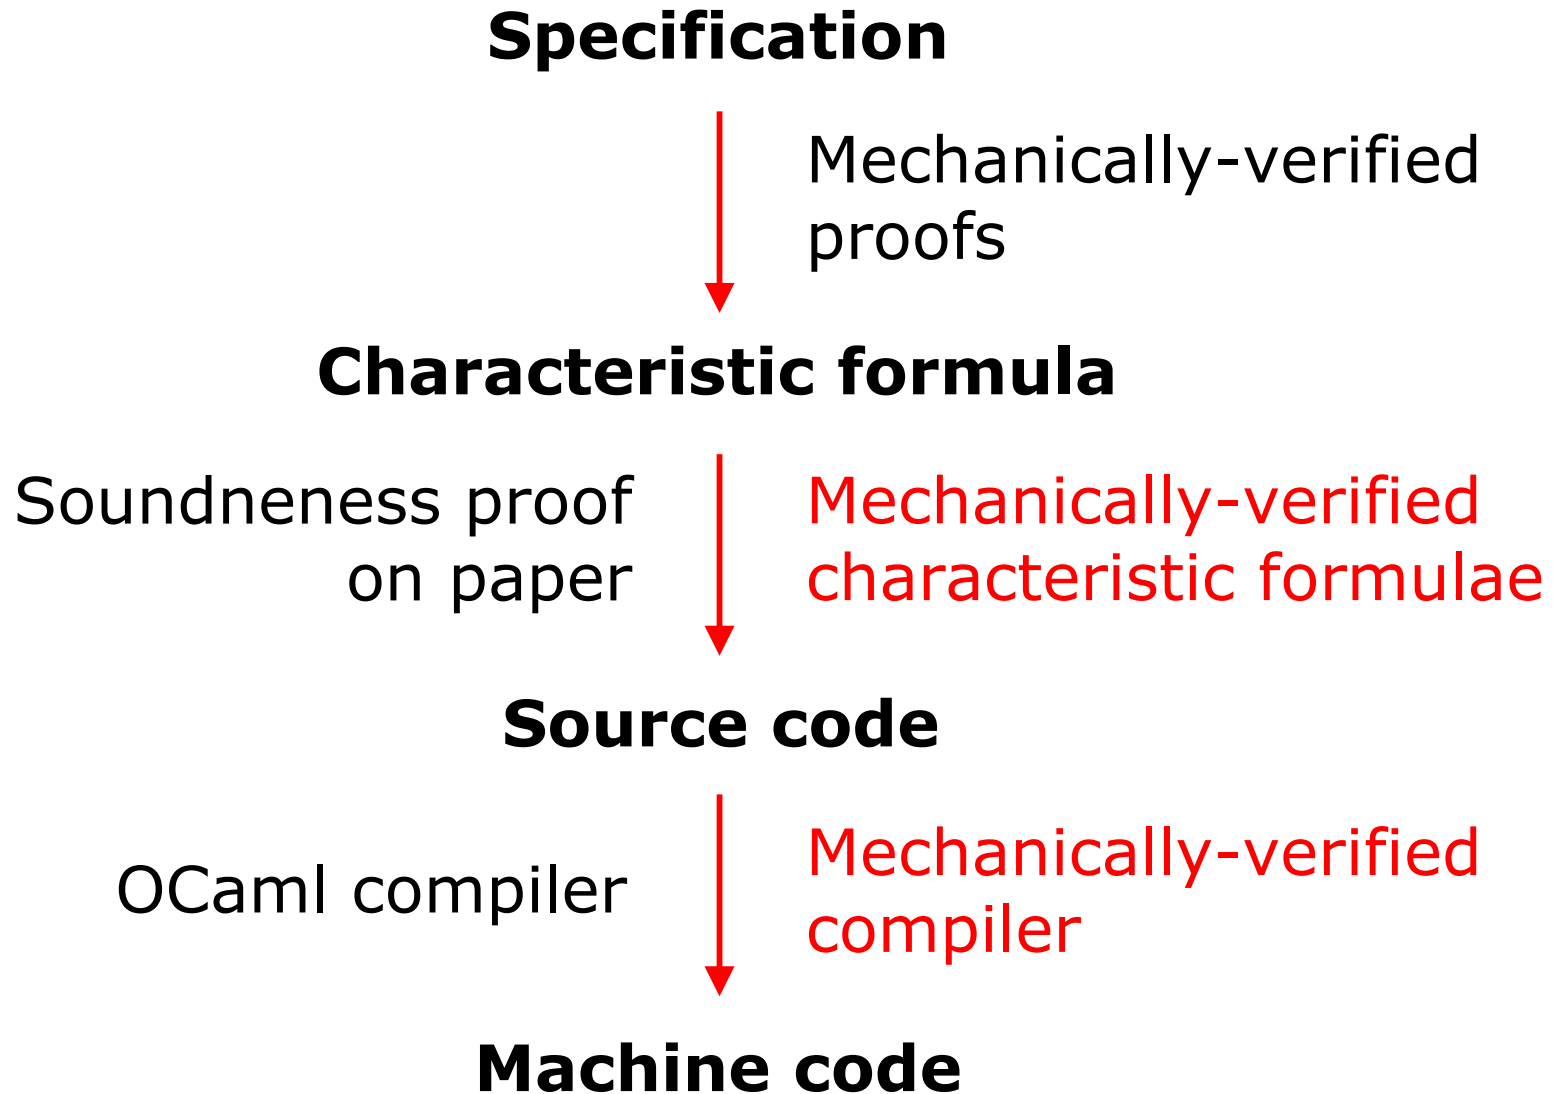 Specification
Mechanically-verified
proofs
Characteristic formula
Soundneness proof
on paper
Mechanically-verified
characteristic formulae
Source code
OCaml compiler
Mechanically-verified
compiler
Machine code